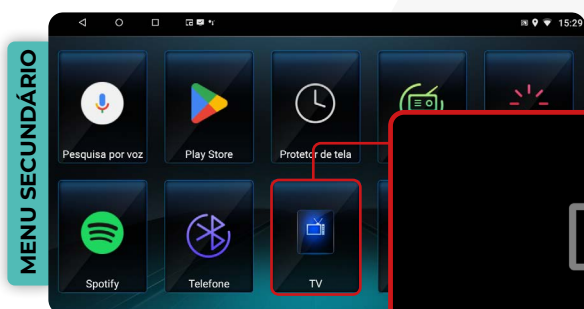 MENU SECUNDÁRIO
15:29
Pesquisa por voz
Play Store
Protetor de tela
Spotify
Telefone
TV